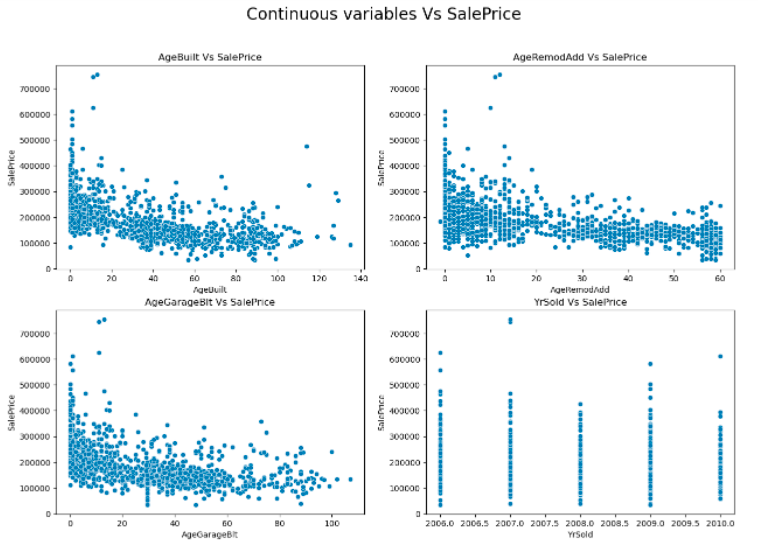 Continuous variables Vs SalePrice
AgeBuilt Vs SalePrice
700000
600000
500000
400000
300000
200000
100000
0
SalePrice
0 20 40 60 80 100 120 140
AgeBuilt
AgeRemodAdd Vs SalePrice
700000
600000
500000
400000
300000
200000
100000
0
SalePrice
0 10 20 30 40 50 60
AgeRemodAdd
AgeGarageBlt Vs SalePrice
700000
600000
500000
400000
300000
200000
100000
0
SalePrice
0 20 40 60 80 100
AgeGarageBlt
YrSold Vs SalePrice
700000
600000
500000
400000
300000
200000
100000
0
SalePrice
2006.0 2006.5 2007.0 2007.5 2008.0 2008.5 2009.0 2009.5 2010.0
YrSold